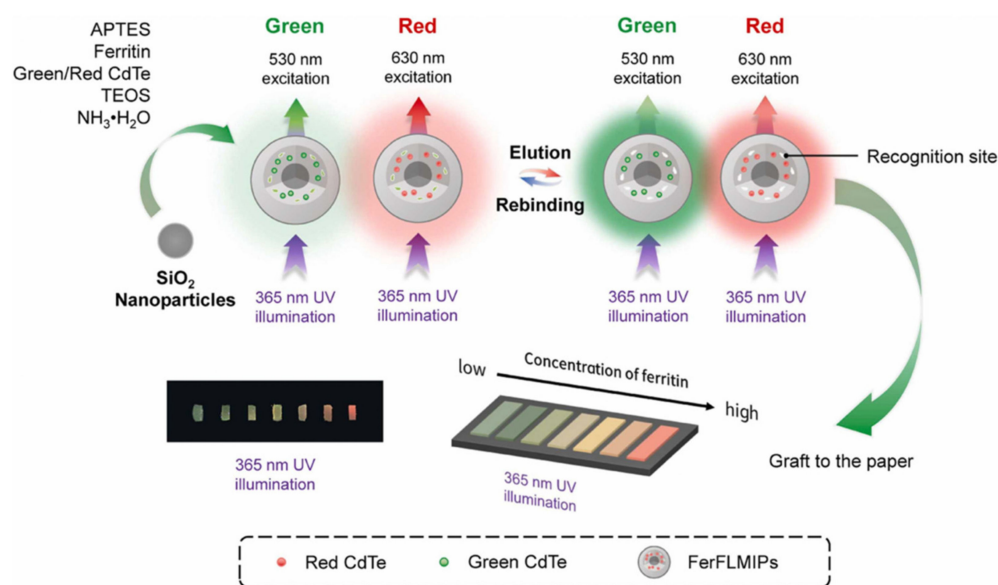 APTES
Ferritin
Green/Red CdTe
TEOS
NH₃•H₂O
SiO₂
Nanoparticles
Green
530 nm
excitation
365 nm UV
illumination
Red
630 nm
excitation
365 nm UV
illumination
Elution
Rebinding
Green
530 nm
excitation
365 nm UV
illumination
Red
630 nm
excitation
365 nm UV
illumination
Recognition site
Graft to the paper
365 nm UV
illumination
low
Concentration of ferritin
high
365 nm UV
illumination
Red CdTe
Green CdTe
FerFLMIPs